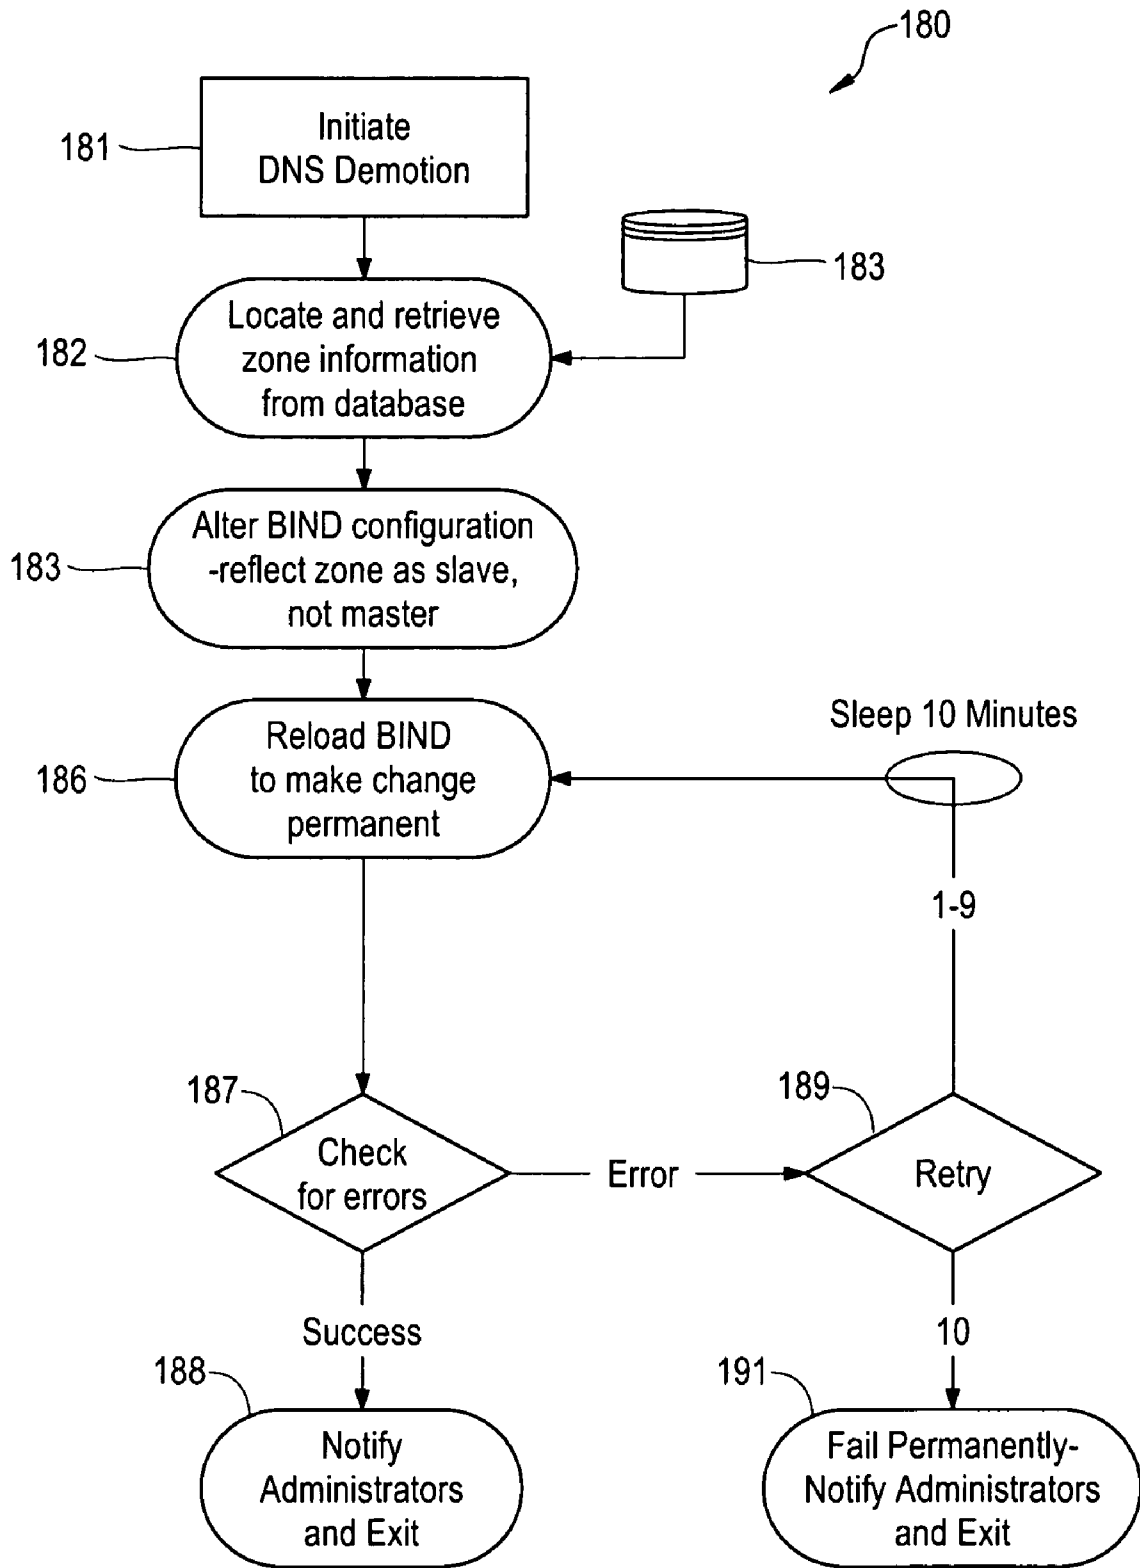 180
181
Initiate
DNS Demotion
183
182
Locate and retrieve
zone information
from database
183
Alter BIND configuration
-reflect zone as slave,
not master
Sleep 10 Minutes
186
Reload BIND
to make change
permanent
1-9
187
Check
for errors
Error
189
Retry
Success
10
188
Notify
Administrators
and Exit
191
Fail Permanently-
Notify Administrators
and Exit